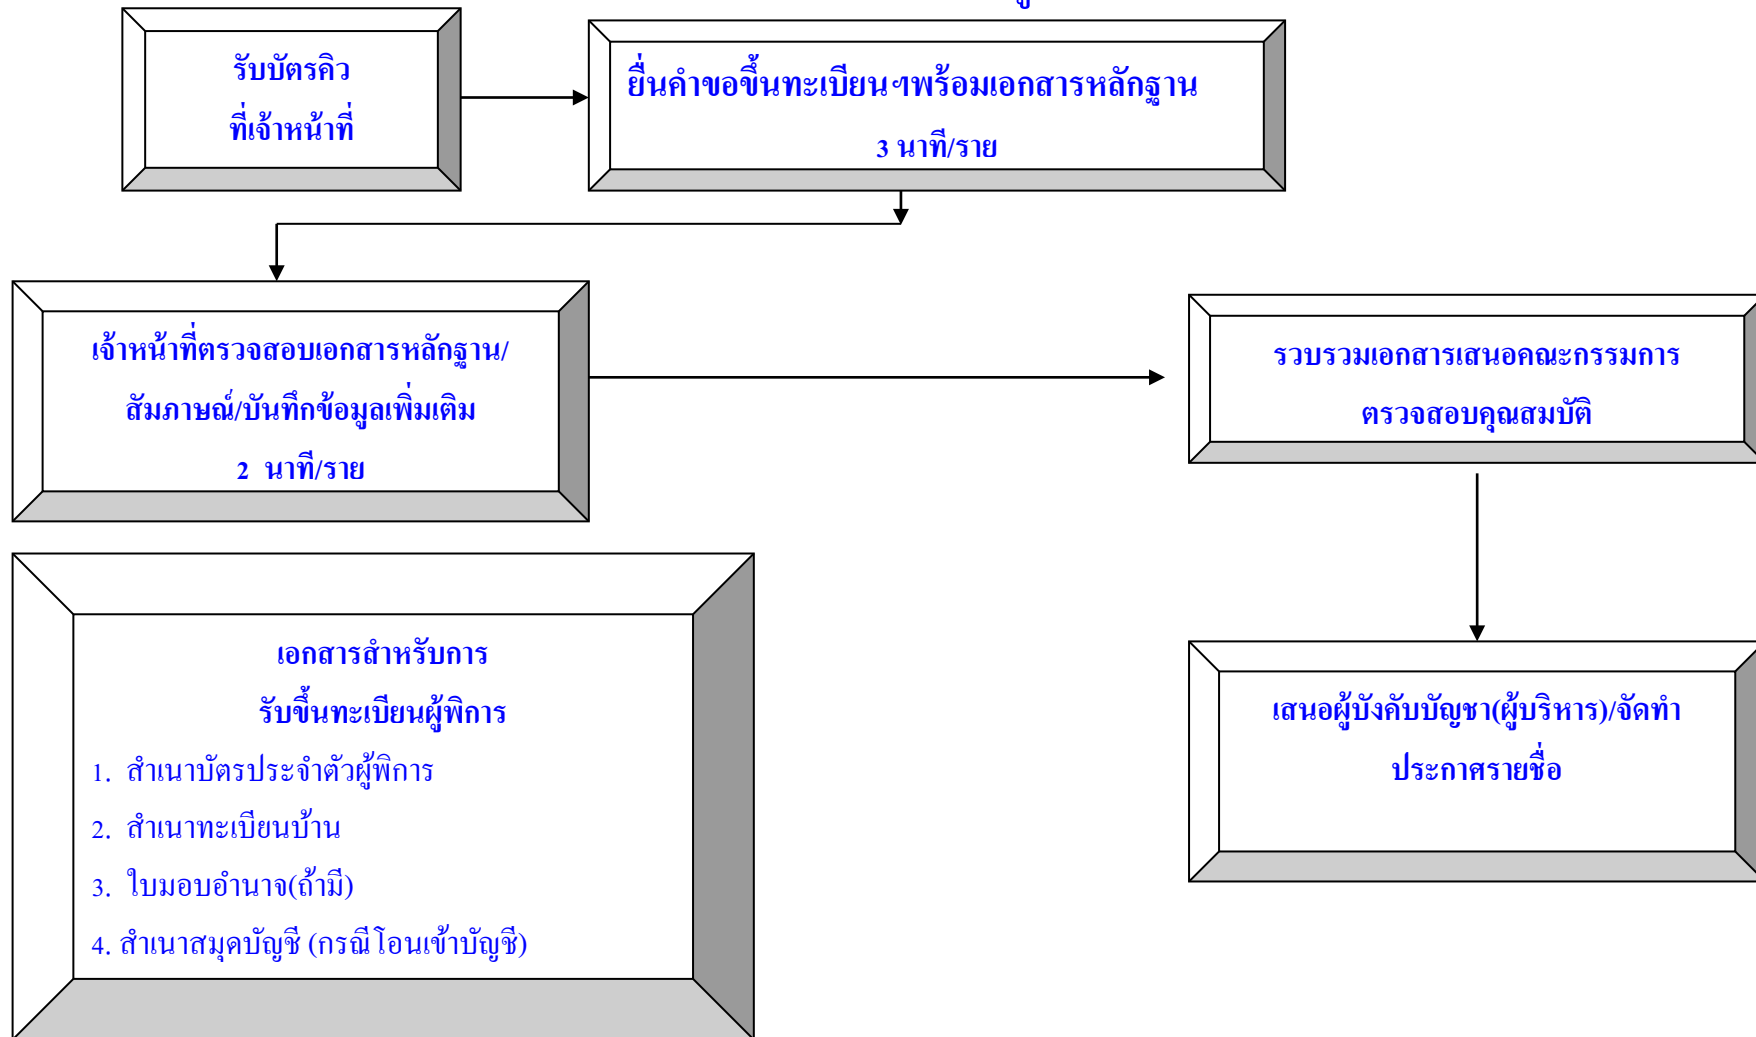 รับบัตรคิว
ที่เจ้าหน้าที่
ยื่นคำขอขึ้นทะเบียนฯพร้อมเอกสารหลักฐาน
3 นาที/ราย
เจ้าหน้าที่ตรวจสอบเอกสารหลักฐาน/
สัมภาษณ์/บันทึกข้อมูลเพิ่มเติม
2 นาที/ราย
รวบรวมเอกสารเสนอคณะกรรมการ
ตรวจสอบคุณสมบัติ
เสนอผู้บังคับบัญชา(ผู้บริหาร)/จัดทำ
ประกาศรายชื่อ
เอกสารสำหรับการ
รับขึ้นทะเบียนผู้พิการ
1. สำเนาบัตรประจำตัวผู้พิการ
2. สำเนาทะเบียนบ้าน
3. ใบมอบอำนาจ(ถ้ามี)
4. สำเนาสมุดบัญชี (กรณีโอนเข้าบัญชี)